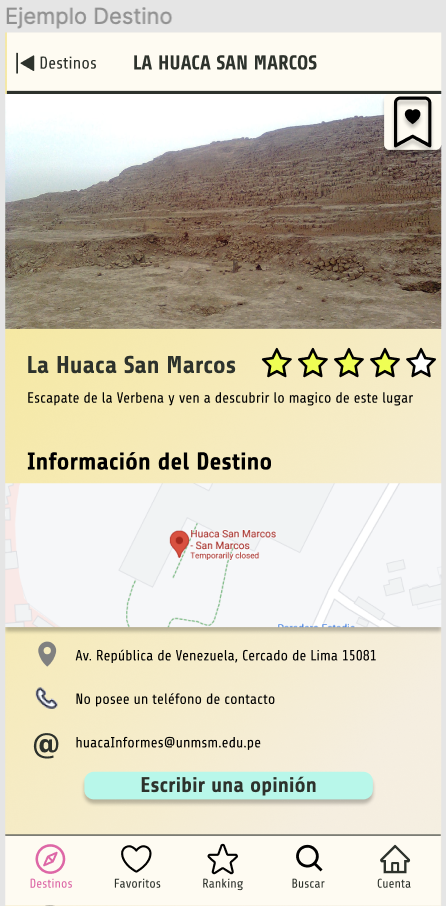 Ejemplo Destino
Destinos
LA HUACA SAN MARCOS
La Huaca San Marcos
Escapate de la Verbena y ven a descubrir lo magico de este lugar
Información del Destino
Huaca San Marcos
- San Marcos
Temporarily closed
Paradero Estadio
Av. República de Venezuela, Cercado de Lima 15081
No posee un teléfono de contacto
@
huacaInformes@unmsm.edu.pe
Escribir una opinión
Destinos
Favoritos
Ranking
Buscar
Cuenta